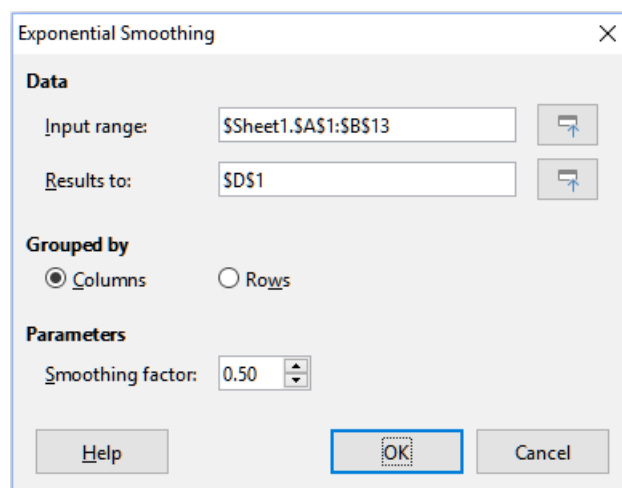 Exponential Smoothing
Data
Input range: $Sheet1.$A$1:$B$13
Results to: $D$1
Grouped by
Columns Rows
Parameters
Smoothing factor: 0.50
Help OK Cancel